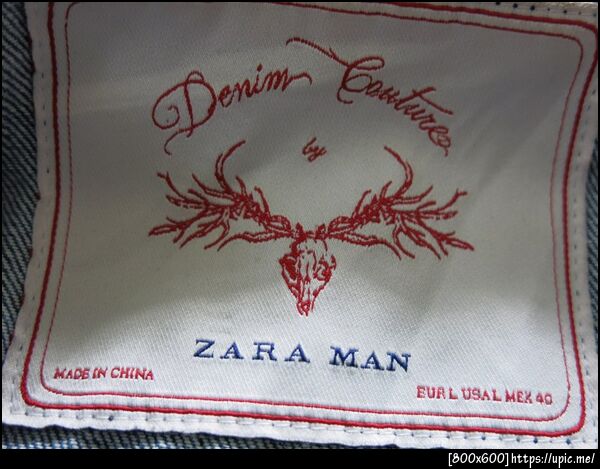 Denim Couture
by
ZARA MAN
MADE IN CHINA
EUR L USA L MEX 40
[800x600]https://upic.me/